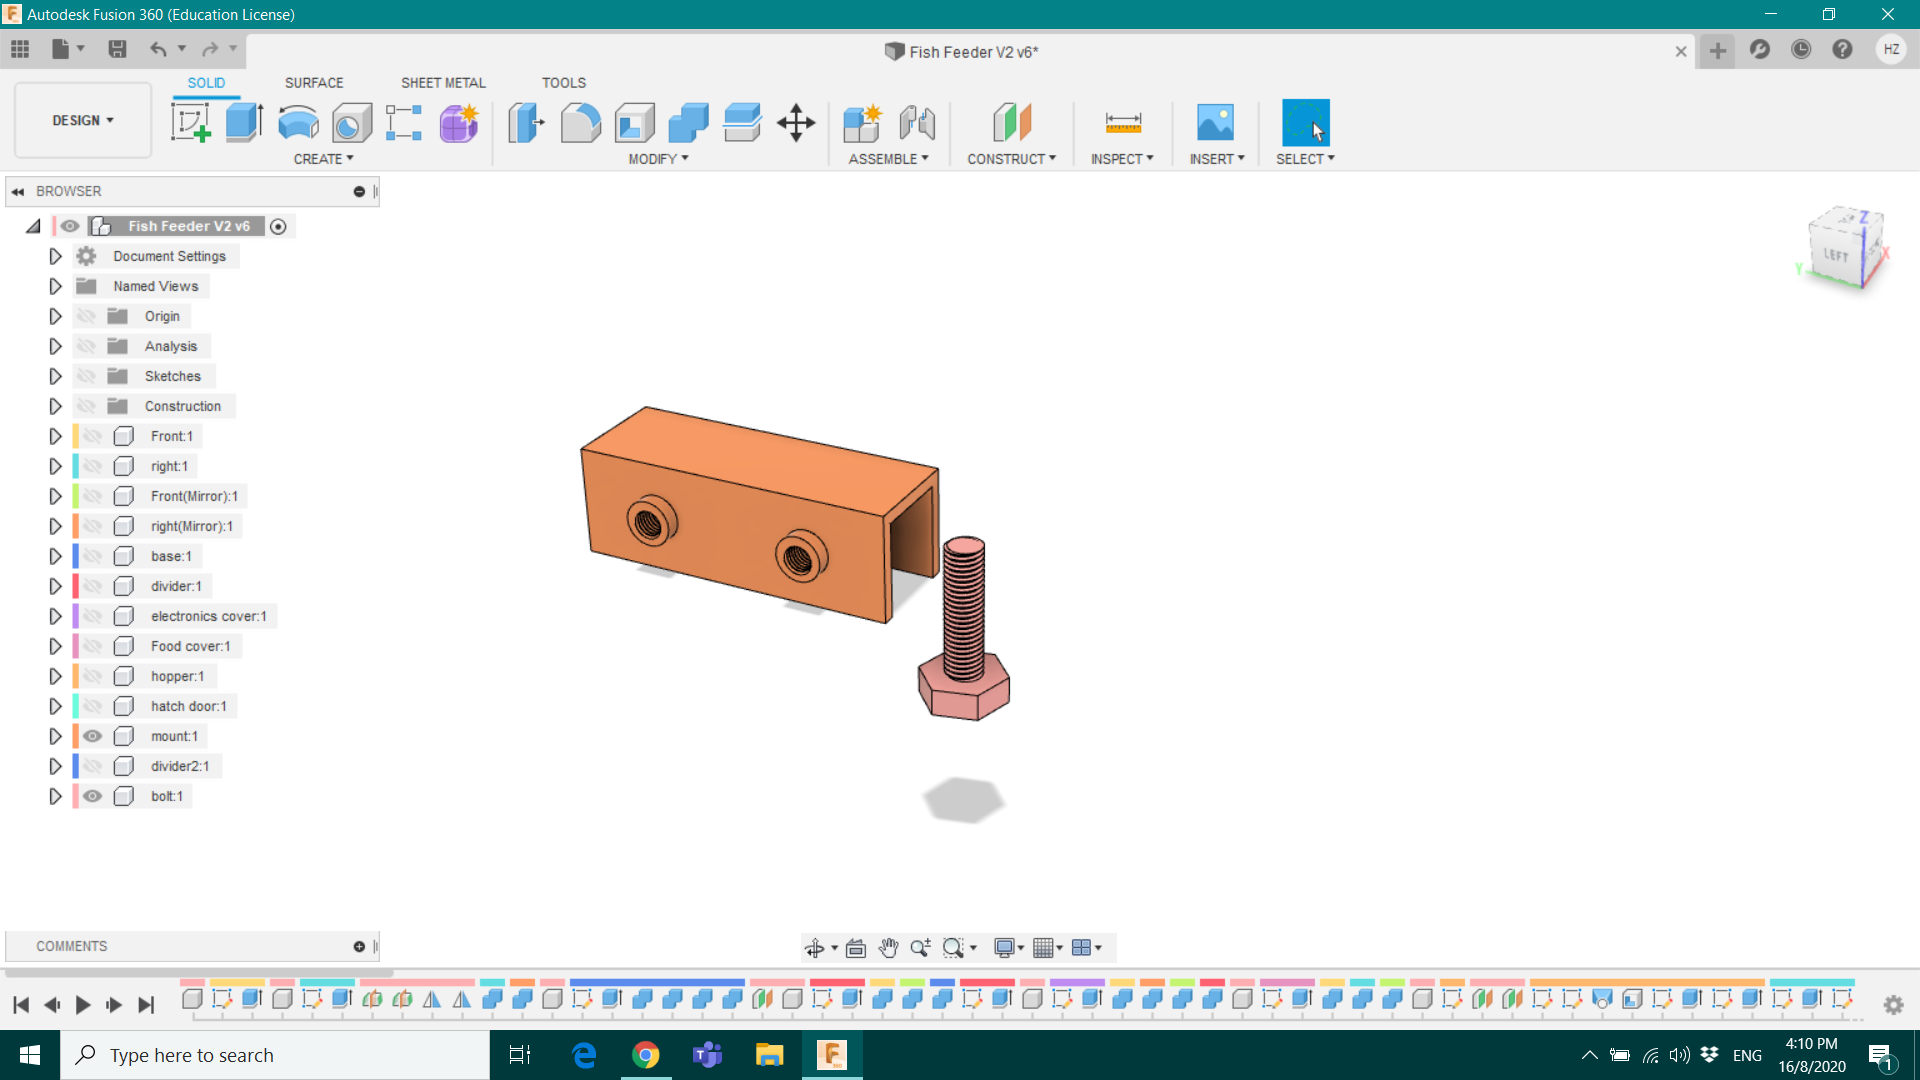 Autodesk Fusion 360 (Education License)
Fish Feeder V2 v6*
HZ
SOLID
SURFACE
SHEET METAL
TOOLS
DESIGN
CREATE
MODIFY
ASSEMBLE
CONSTRUCT
INSPECT
INSERT
SELECT
BROWSER
Fish Feeder V2 v6
Document Settings
Named Views
Origin
Analysis
Sketches
Construction
Front:1
right:1
Front(Mirror):1
right(Mirror):1
base:1
divider:1
electronics cover:1
Food cover:1
hopper:1
hatch door:1
mount:1
divider2:1
bolt:1
Z
LEFT
X
Y
COMMENTS
Type here to search
ENG
4:10 PM
16/8/2020
1